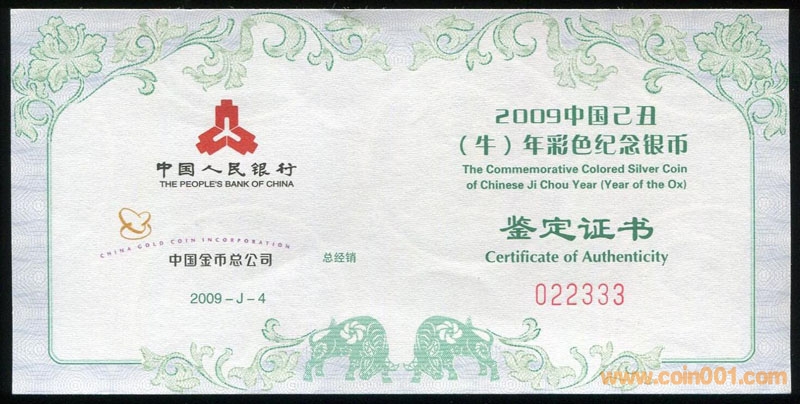 中国人民银行
THE PEOPLE'S BANK OF CHINA
CHINA GOLD COIN INCORPORATION
中国金币总公司
总经销
2009-J-4
2009中国己丑
（牛）年彩色纪念银币
The Commemorative Colored Silver Coin
of Chinese Ji Chou Year (Year of the Ox)
鉴定证书
Certificate of Authenticity
022333
www.coin001.com